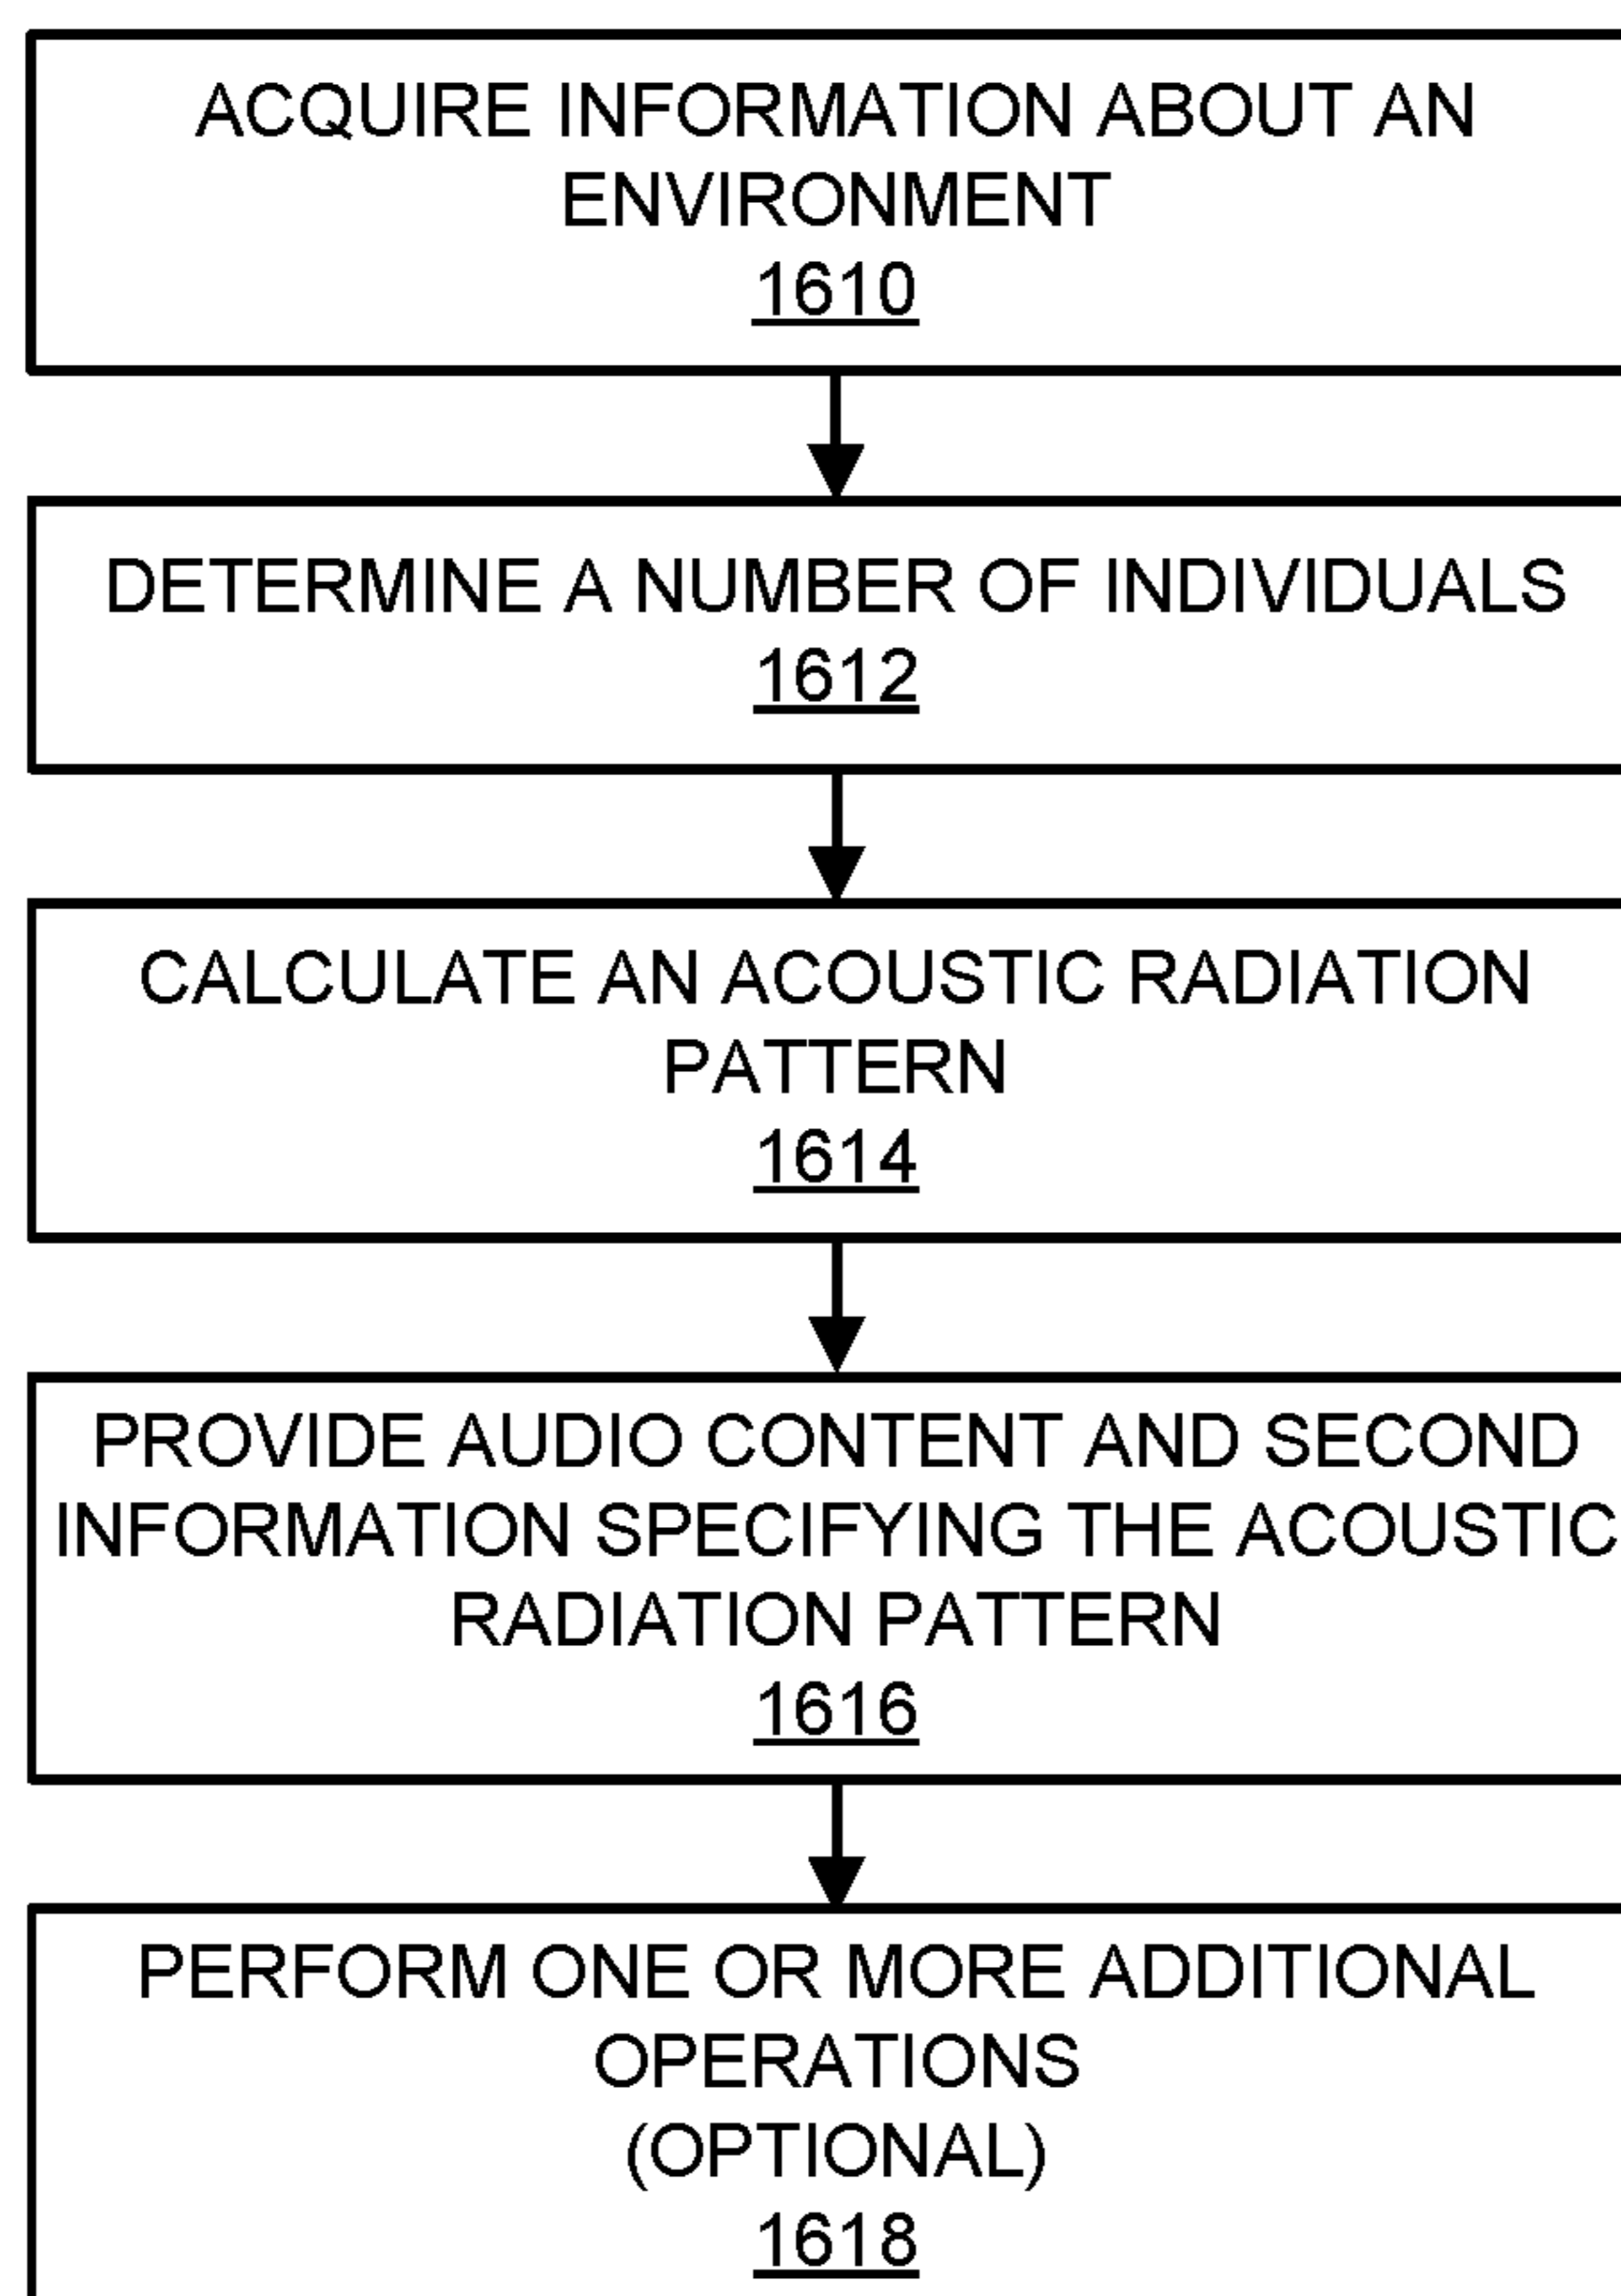 ACQUIRE INFORMATION ABOUT AN
ENVIRONMENT
1610
DETERMINE A NUMBER OF INDIVIDUALS
1612
CALCULATE AN ACOUSTIC RADIATION
PATTERN
1614
PROVIDE AUDIO CONTENT AND SECOND
INFORMATION SPECIFYING THE ACOUSTIC
RADIATION PATTERN
1616
PERFORM ONE OR MORE ADDITIONAL
OPERATIONS
(OPTIONAL)
1618